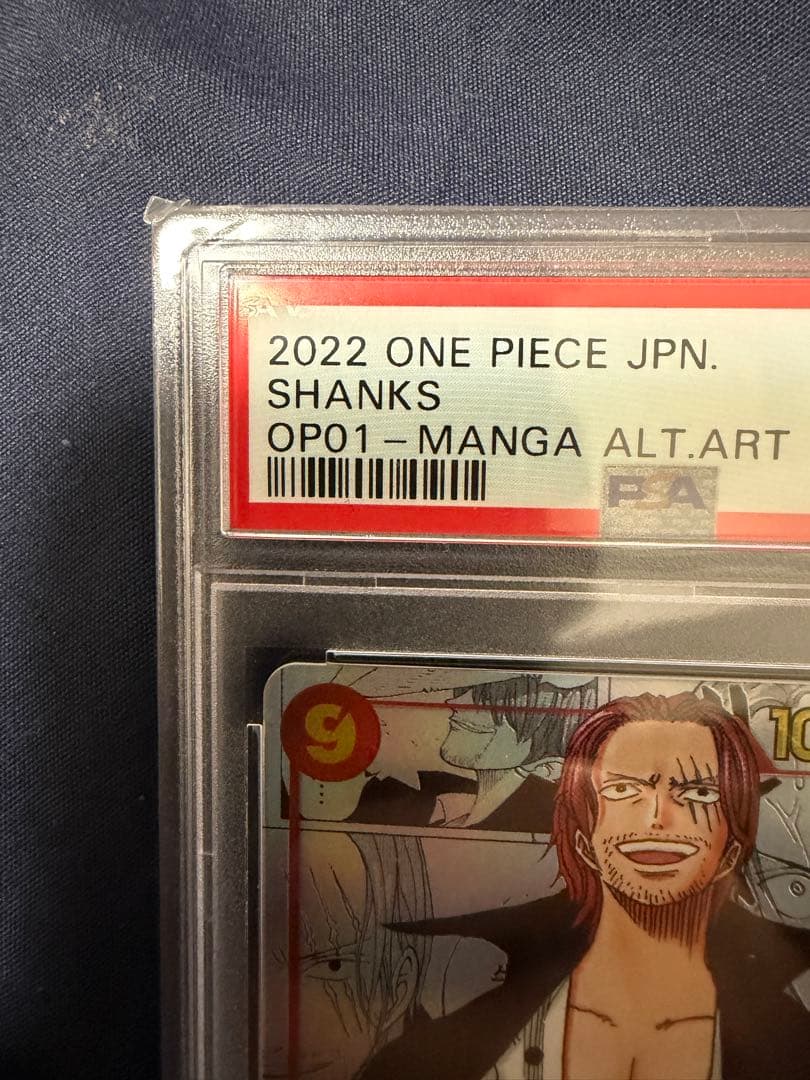 2022 ONE PIECE JPN.
SHANKS
OP01-MANGA ALT.ART
PSA
9
10